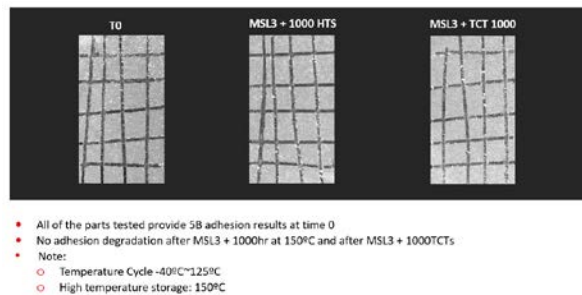 T0
MSL3 + 1000 HTS
MSL3 + TCT 1000
All of the parts tested provide 5B adhesion results at time 0
No adhesion degradation after MSL3 + 1000hr at 150ºC and after MSL3 + 1000TCTs
Note:
Temperature Cycle -40ºC~125ºC
High temperature storage: 150ºC